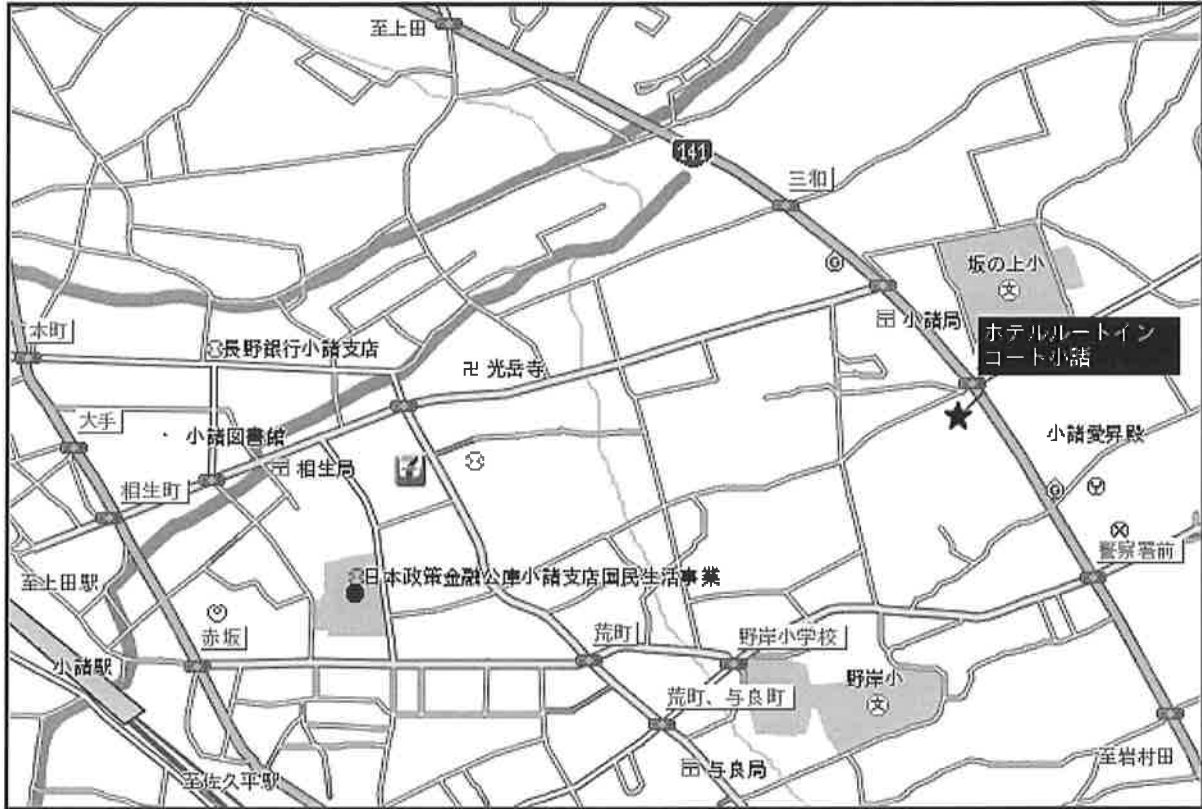 至上田
141
三和
坂の上小
文
小諸局
ホテルルートイン
コート小諸
本町
長野銀行小諸支店
卍 光岳寺
大手
小諸図書館
小諸愛昇殿
相生局
相生町
警察署前
日本政策金融公庫小諸支店国民生活事業
至上田駅
赤坂
荒町
野岸小学校
小諸駅
野岸小
文
荒町、与良町
与良局
至岩村田
至佐久平駅